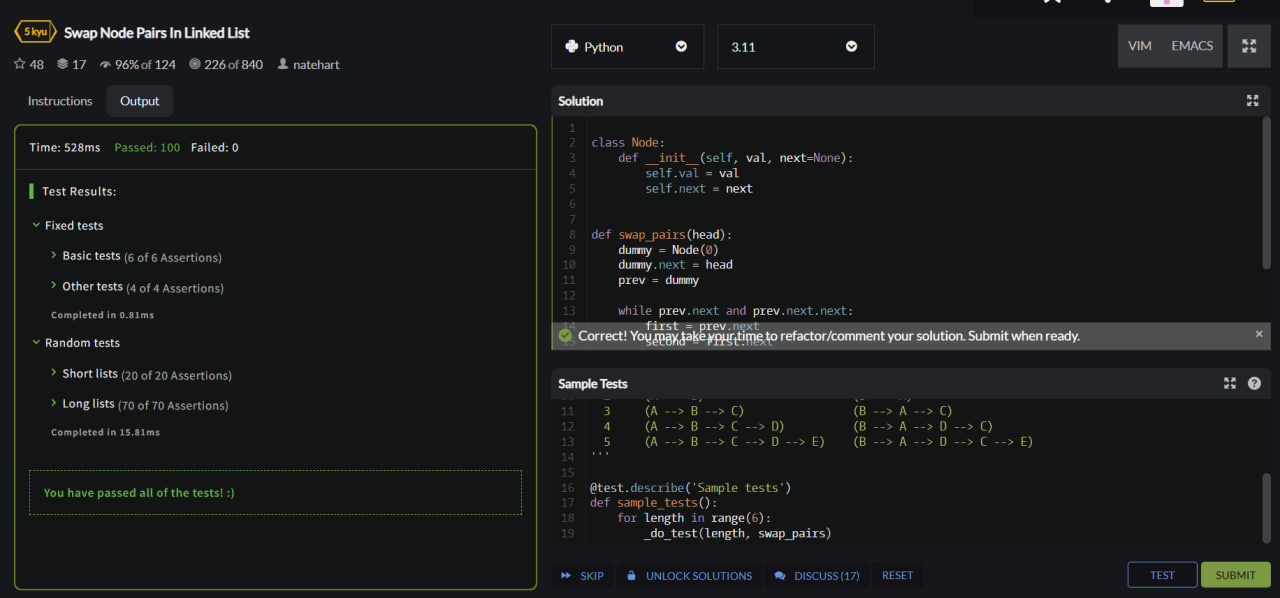 5 kyu Swap Node Pairs In Linked List
48 17 96% of 124 226 of 840 natehart
Instructions Output
Time: 528ms Passed: 100 Failed: 0
Test Results:
Fixed tests
Basic tests (6 of 6 Assertions)
Other tests (4 of 4 Assertions)
Completed in 0.81ms
Random tests
Short lists (20 of 20 Assertions)
Long lists (70 of 70 Assertions)
Completed in 15.81ms
You have passed all of the tests! :)
Python 3.11 VIM EMACS
Solution
1
2 class Node:
3     def __init__(self, val, next=None):
4         self.val = val
5         self.next = next
6
7
8 def swap_pairs(head):
9     dummy = Node(0)
10     dummy.next = head
11     prev = dummy
12
13     while prev.next and prev.next.next:
14         first = prev.next
Correct! You may take your time to refactor/comment your solution. Submit when ready. ×
15         second = first.next
Sample Tests
11   3     (A --> B --> C)                (B --> A --> C)
12   4     (A --> B --> C --> D)          (B --> A --> D --> C)
13   5     (A --> B --> C --> D --> E)    (B --> A --> D --> C --> E)
14 '''
15
16 @test.describe('Sample tests')
17 def sample_tests():
18     for length in range(6):
19         _do_test(length, swap_pairs)
SKIP UNLOCK SOLUTIONS DISCUSS (17) RESET TEST SUBMIT